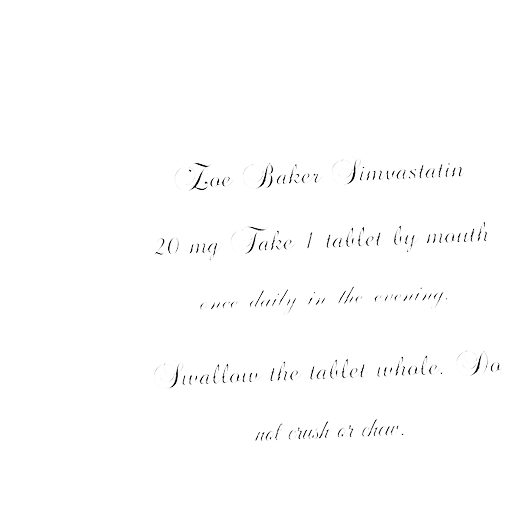 Zoe Baker Simvastatin
20 mg Take 1 tablet by mouth
once daily in the evening.
Swallow the tablet whole. Do
not crush or chew.